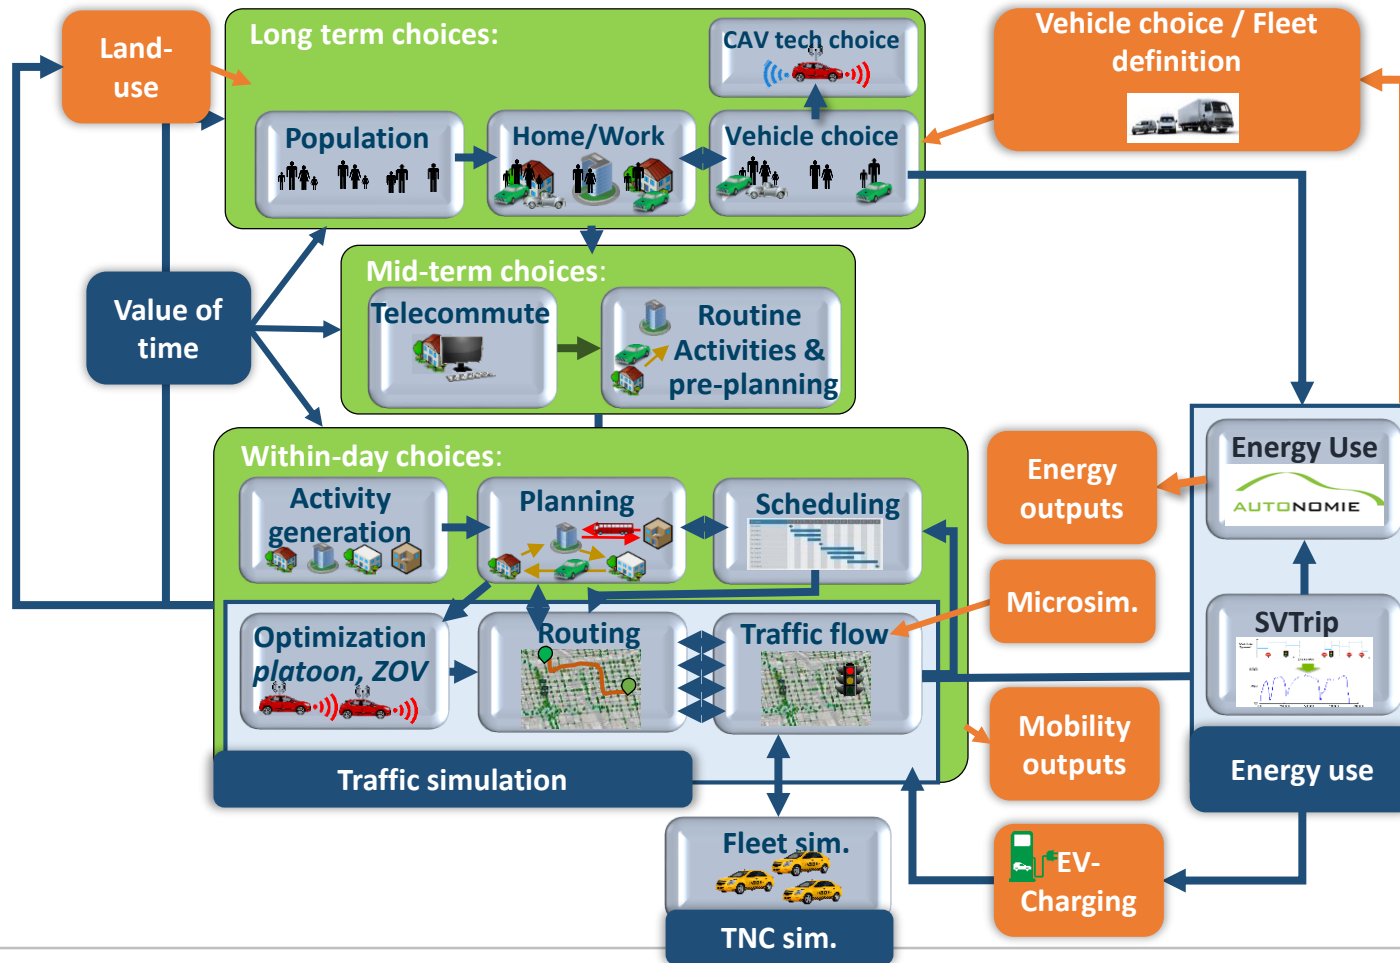 Land-
use
Long term choices:
CAV tech choice
Vehicle choice / Fleet
definition
Population
Home/Work
Vehicle choice
Value of
time
Mid-term choices:
Telecommute
Routine
Activities &
pre-planning
Within-day choices:
Activity
generation
Planning
Scheduling
Energy
outputs
Energy Use
AUTONOMIE
Microsim.
Optimization
platoon, ZOV
Routing
Traffic flow
SVTrip
Mobility
outputs
Traffic simulation
Energy use
Fleet sim.
EV-
Charging
TNC sim.